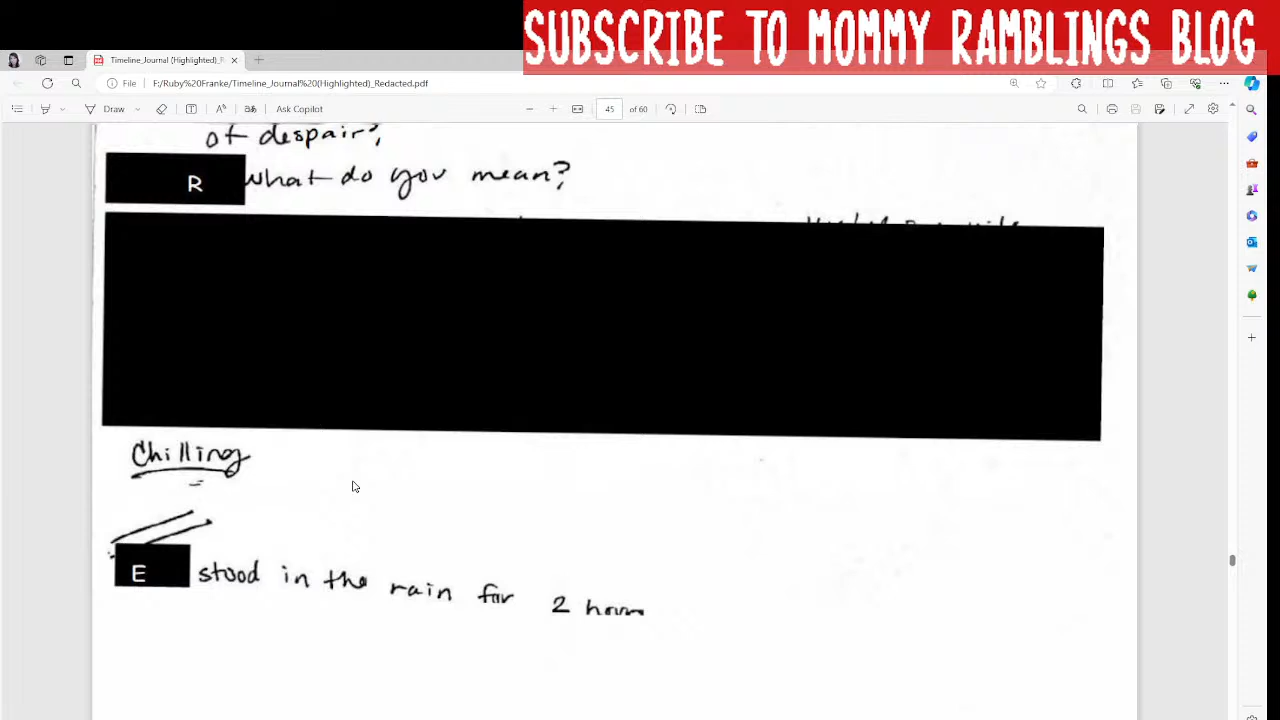 SUBSCRIBE TO MOMMY RAMBLINGS BLOG
Timeline_Journal (Highlighted)_R
File F:/Ruby%20Franke/Timeline_Journal%20(Highlighted)_Redacted.pdf
Draw Ask Copilot 45 of 60
of despair?,
R What do you mean?
Chilling
E stood in the rain for 2 hours